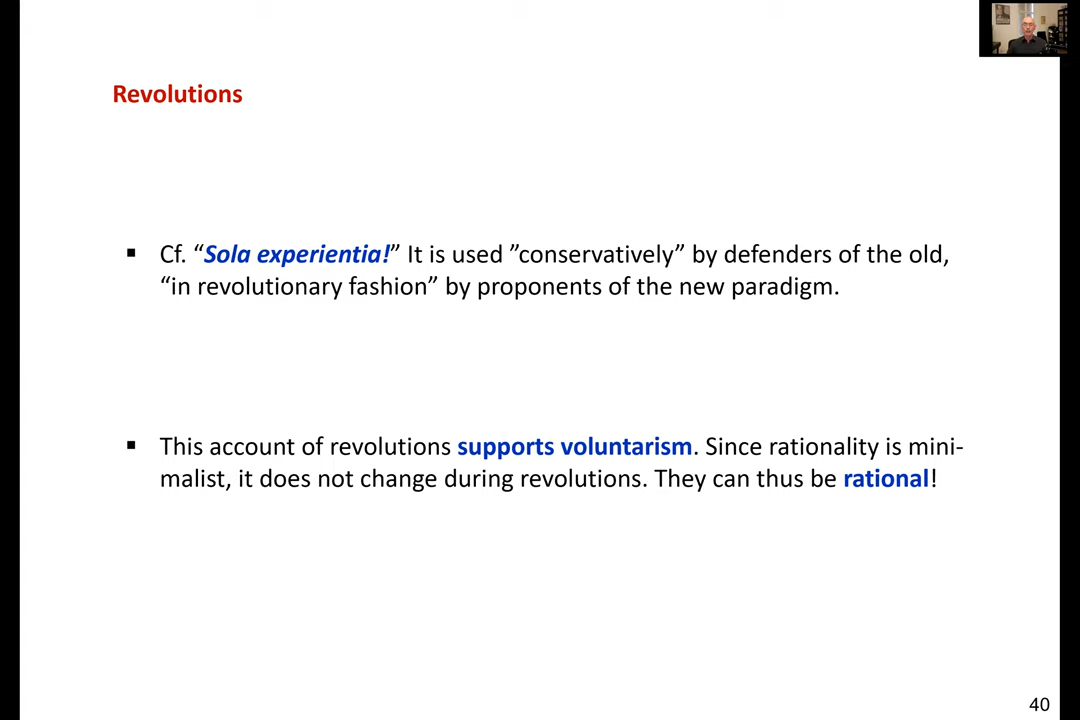 Revolutions
▪ Cf. “Sola experientia!” It is used ”conservatively” by defenders of the old,
“in revolutionary fashion” by proponents of the new paradigm.
▪ This account of revolutions supports voluntarism. Since rationality is mini-
malist, it does not change during revolutions. They can thus be rational!
40